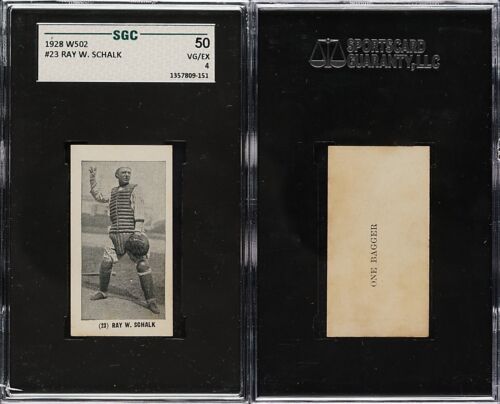 SGC
1928 W502
#23 RAY W. SCHALK
50
VG/EX
4
1357809-151
(23) RAY W. SCHALK
SPORTSCARD
GUARANTY, LLC
ONE BAGGER